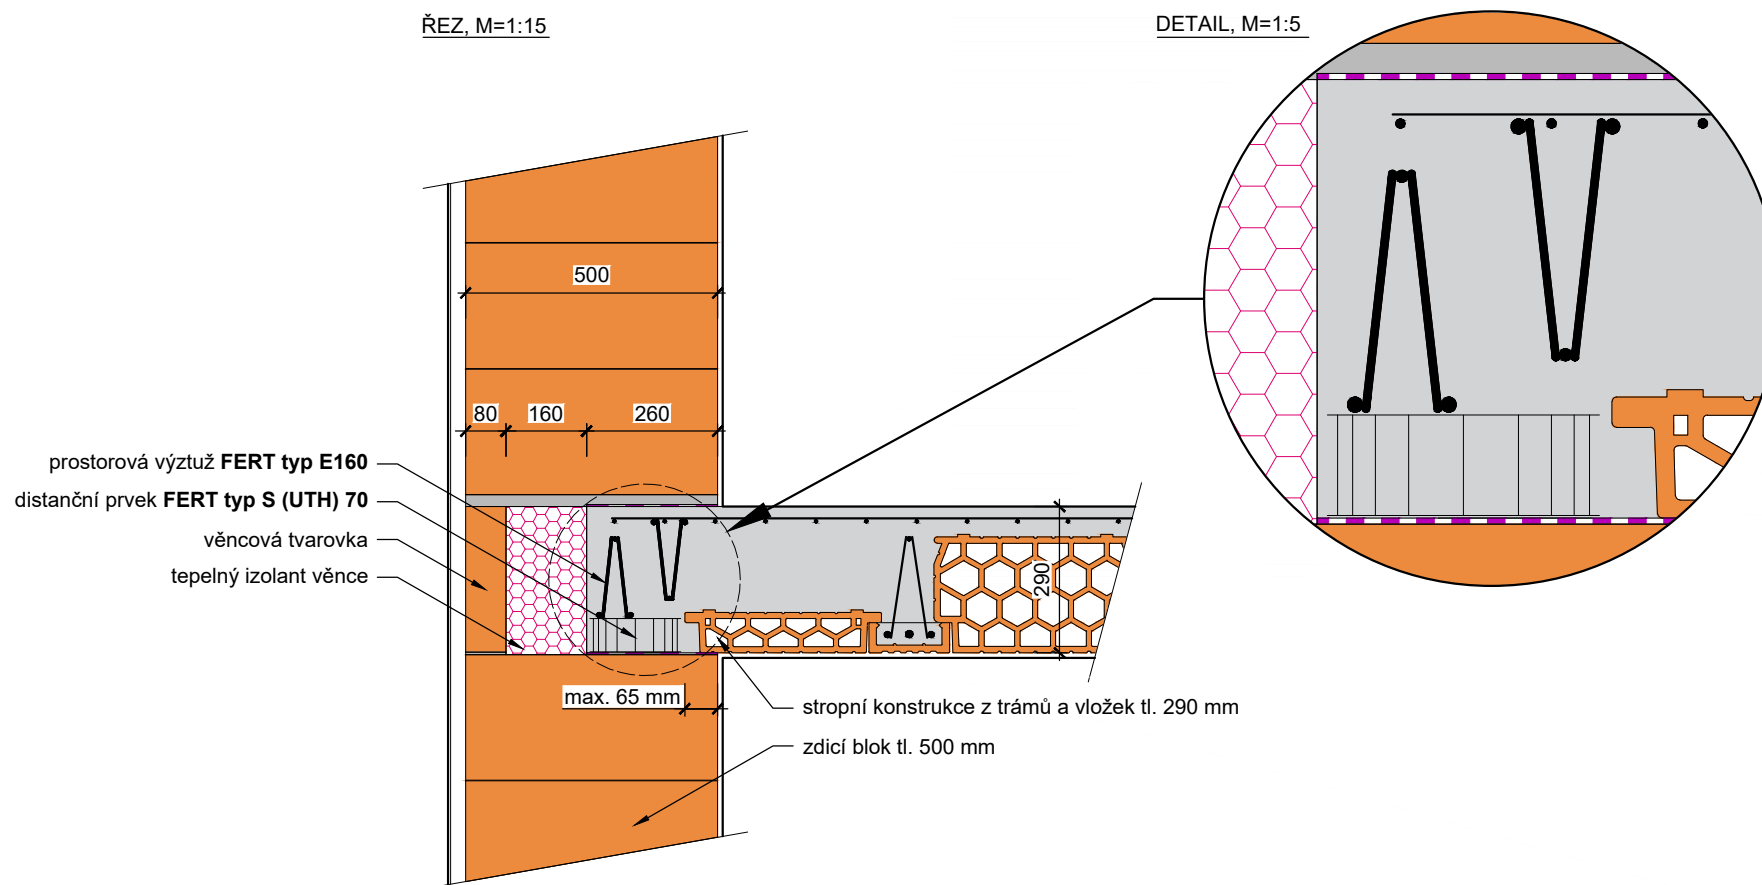 ŘEZ, M=1:15
DETAIL, M=1:5
500
80
160
260
prostorová výztuž FERT typ E160
distanční prvek FERT typ S (UTH) 70
věncová tvarovka
tepelný izolant věnce
290
max. 65 mm
stropní konstrukce z trámů a vložek tl. 290 mm
zdicí blok tl. 500 mm